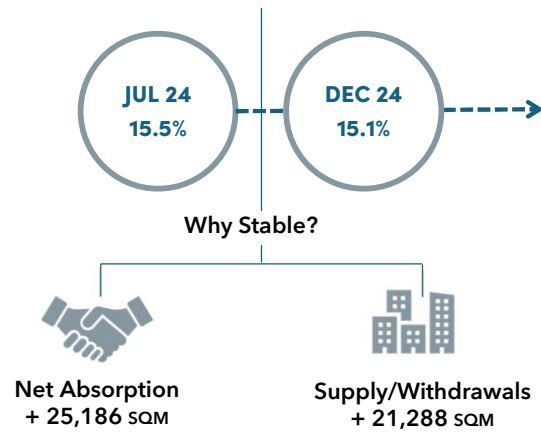 JUL 24
15.5%
DEC 24
15.1%
Why Stable?
Net Absorption
+ 25,186 SQM
Supply/Withdrawals
+ 21,288 SQM